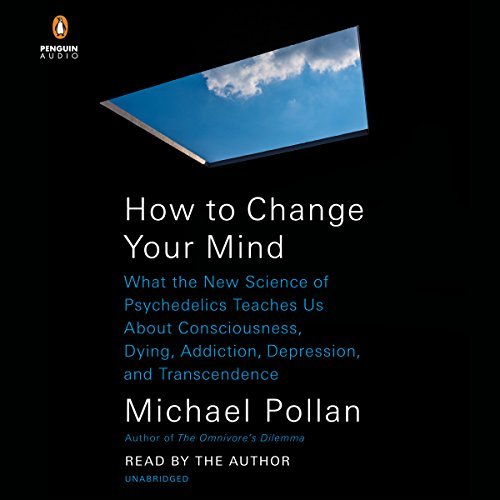 PENGUIN
AUDIO
How to Change
Your Mind
What the New Science of
Psychedelics Teaches Us
About Consciousness,
Dying, Addiction, Depression,
and Transcendence
Michael Pollan
Author of The Omnivore's Dilemma
READ BY THE AUTHOR
UNABRIDGED